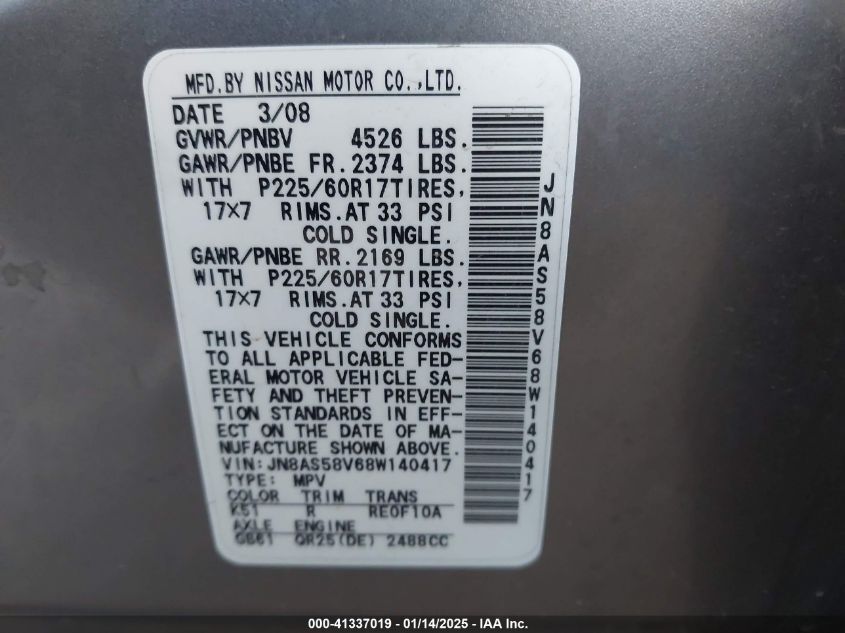 MFD.BY NISSAN MOTOR CO.,LTD.
DATE 3/08
GVWR/PNBV 4526 LBS.
GAWR/PNBE FR.2374 LBS.
WITH P225/60R17TIRES,
17×7 RIMS.AT 33 PSI
COLD SINGLE.
GAWR/PNBE RR.2169 LBS.
WITH P225/60R17TIRES,
17×7 RIMS.AT 33 PSI
COLD SINGLE.
THIS VEHICLE CONFORMS
TO ALL APPLICABLE FED-
ERAL MOTOR VEHICLE SA-
FETY AND THEFT PREVEN-
TION STANDARDS IN EFF-
ECT ON THE DATE OF MA-
NUFACTURE SHOWN ABOVE.
VIN:JN8AS58V68W140417
TYPE: MPV
COLOR TRIM TRANS
K51 R RE0F10A
AXLE ENGINE
GB61 QR25(DE) 2488CC
JN8AS58V68W140417
000-41337019 — 01/14/2025 — IAA Inc.